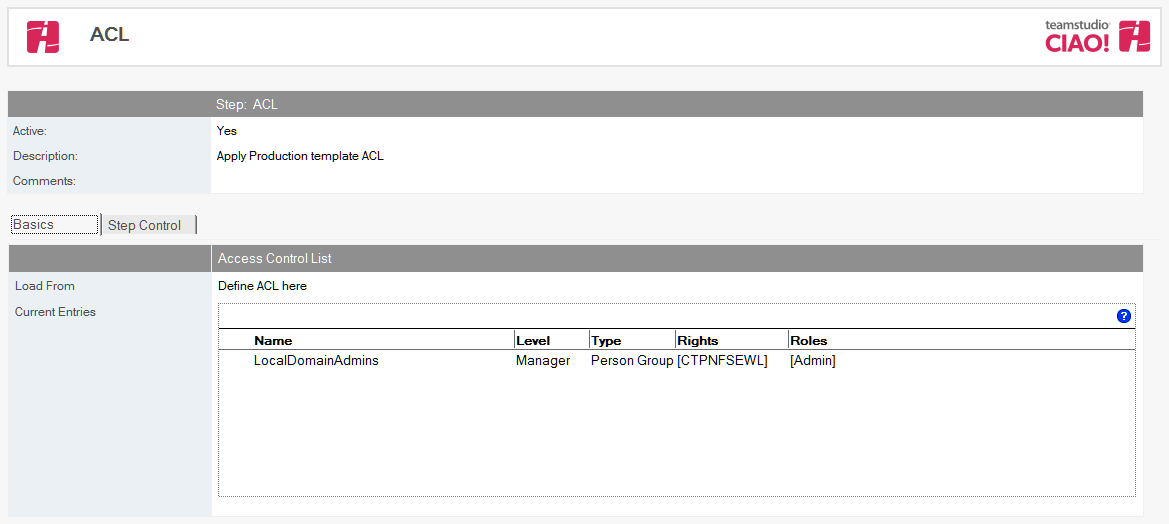 ACL
teamstudio
CIAO!
Step: ACL
Active: Yes
Description: Apply Production template ACL
Comments:
Basics Step Control
Access Control List
Load From Define ACL here
Current Entries
?
Name Level Type Rights Roles
LocalDomainAdmins Manager Person Group [CTPNFSEWL] [Admin]